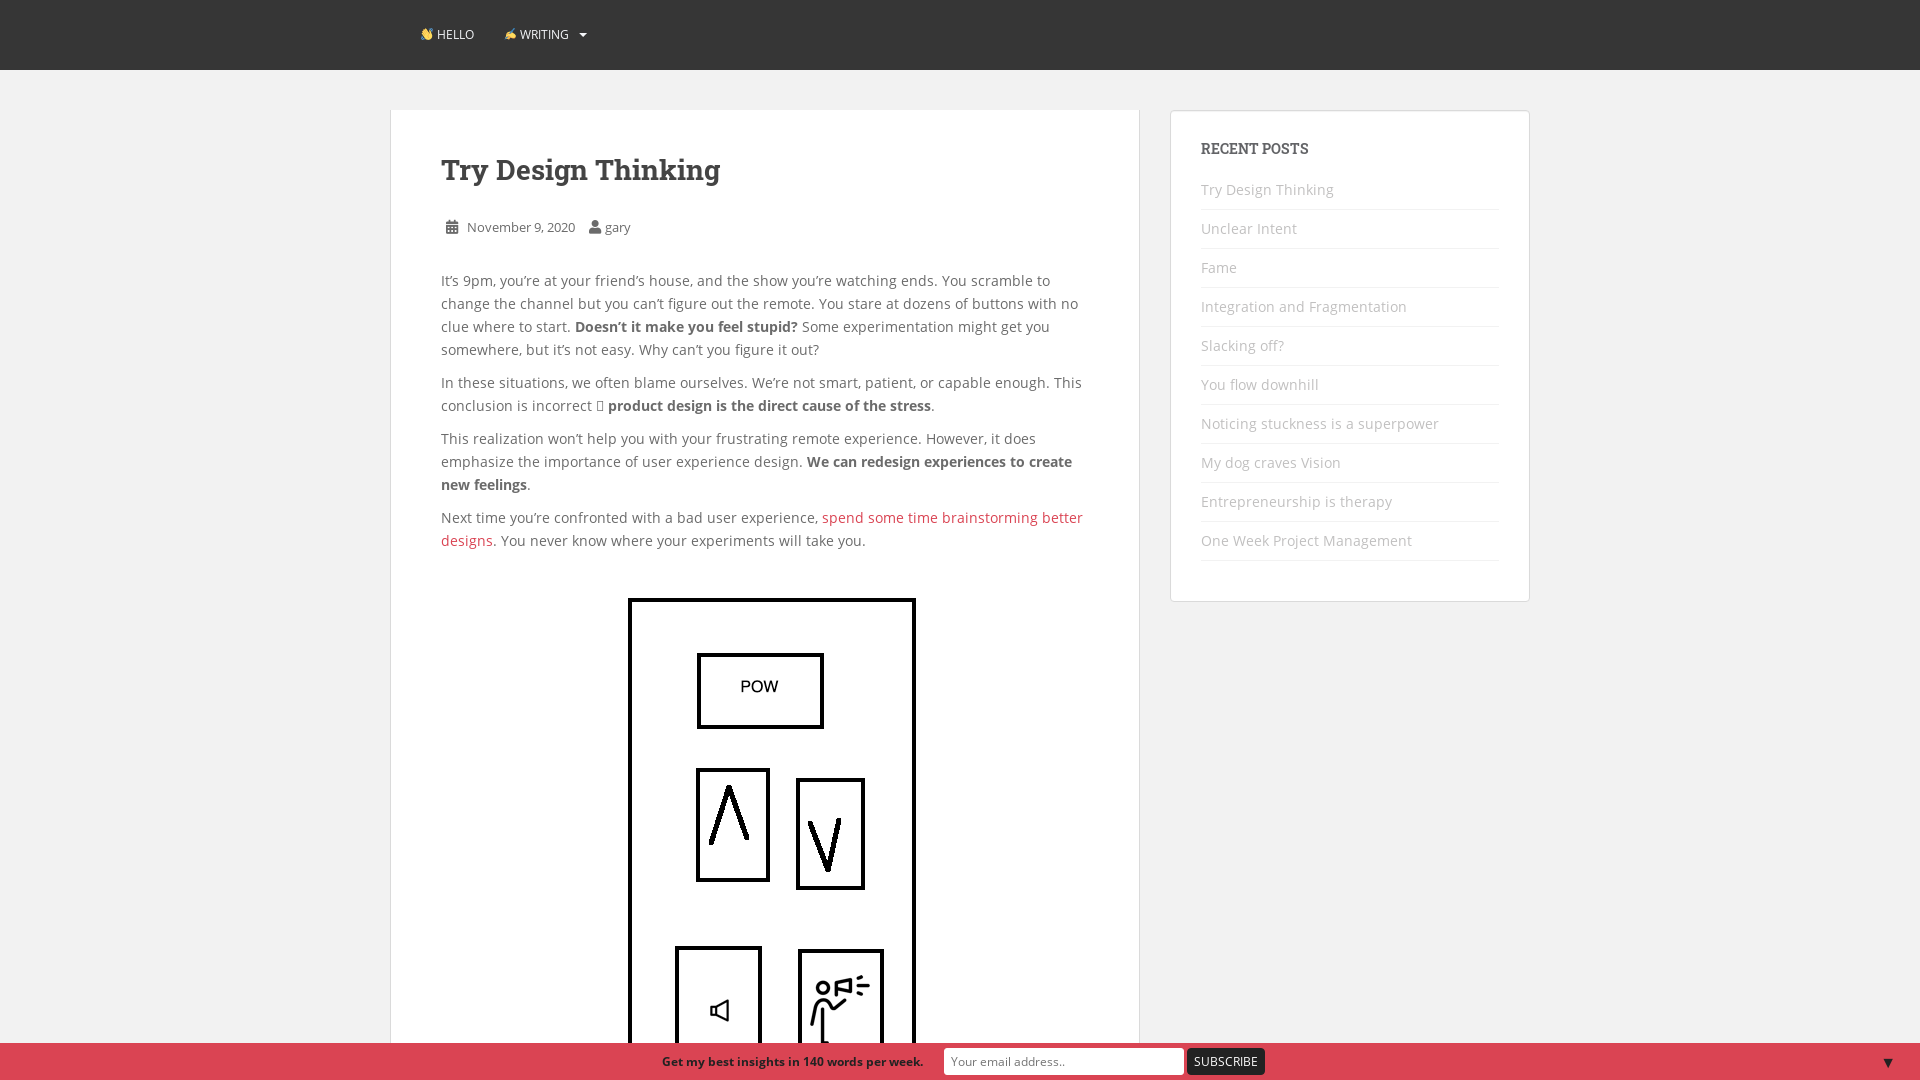 👋 HELLO
✍ WRITING
Try Design Thinking
November 9, 2020 gary
It’s 9pm, you’re at your friend’s house, and the show you’re watching ends. You scramble to
change the channel but you can’t figure out the remote. You stare at dozens of buttons with no
clue where to start. Doesn’t it make you feel stupid? Some experimentation might get you
somewhere, but it’s not easy. Why can’t you figure it out?
In these situations, we often blame ourselves. We’re not smart, patient, or capable enough. This
conclusion is incorrect product design is the direct cause of the stress.
This realization won’t help you with your frustrating remote experience. However, it does
emphasize the importance of user experience design. We can redesign experiences to create
new feelings.
Next time you’re confronted with a bad user experience, spend some time brainstorming better
designs. You never know where your experiments will take you.
POW
RECENT POSTS
Try Design Thinking
Unclear Intent
Fame
Integration and Fragmentation
Slacking off?
You flow downhill
Noticing stuckness is a superpower
My dog craves Vision
Entrepreneurship is therapy
One Week Project Management
Get my best insights in 140 words per week. Your email address.. SUBSCRIBE ▼